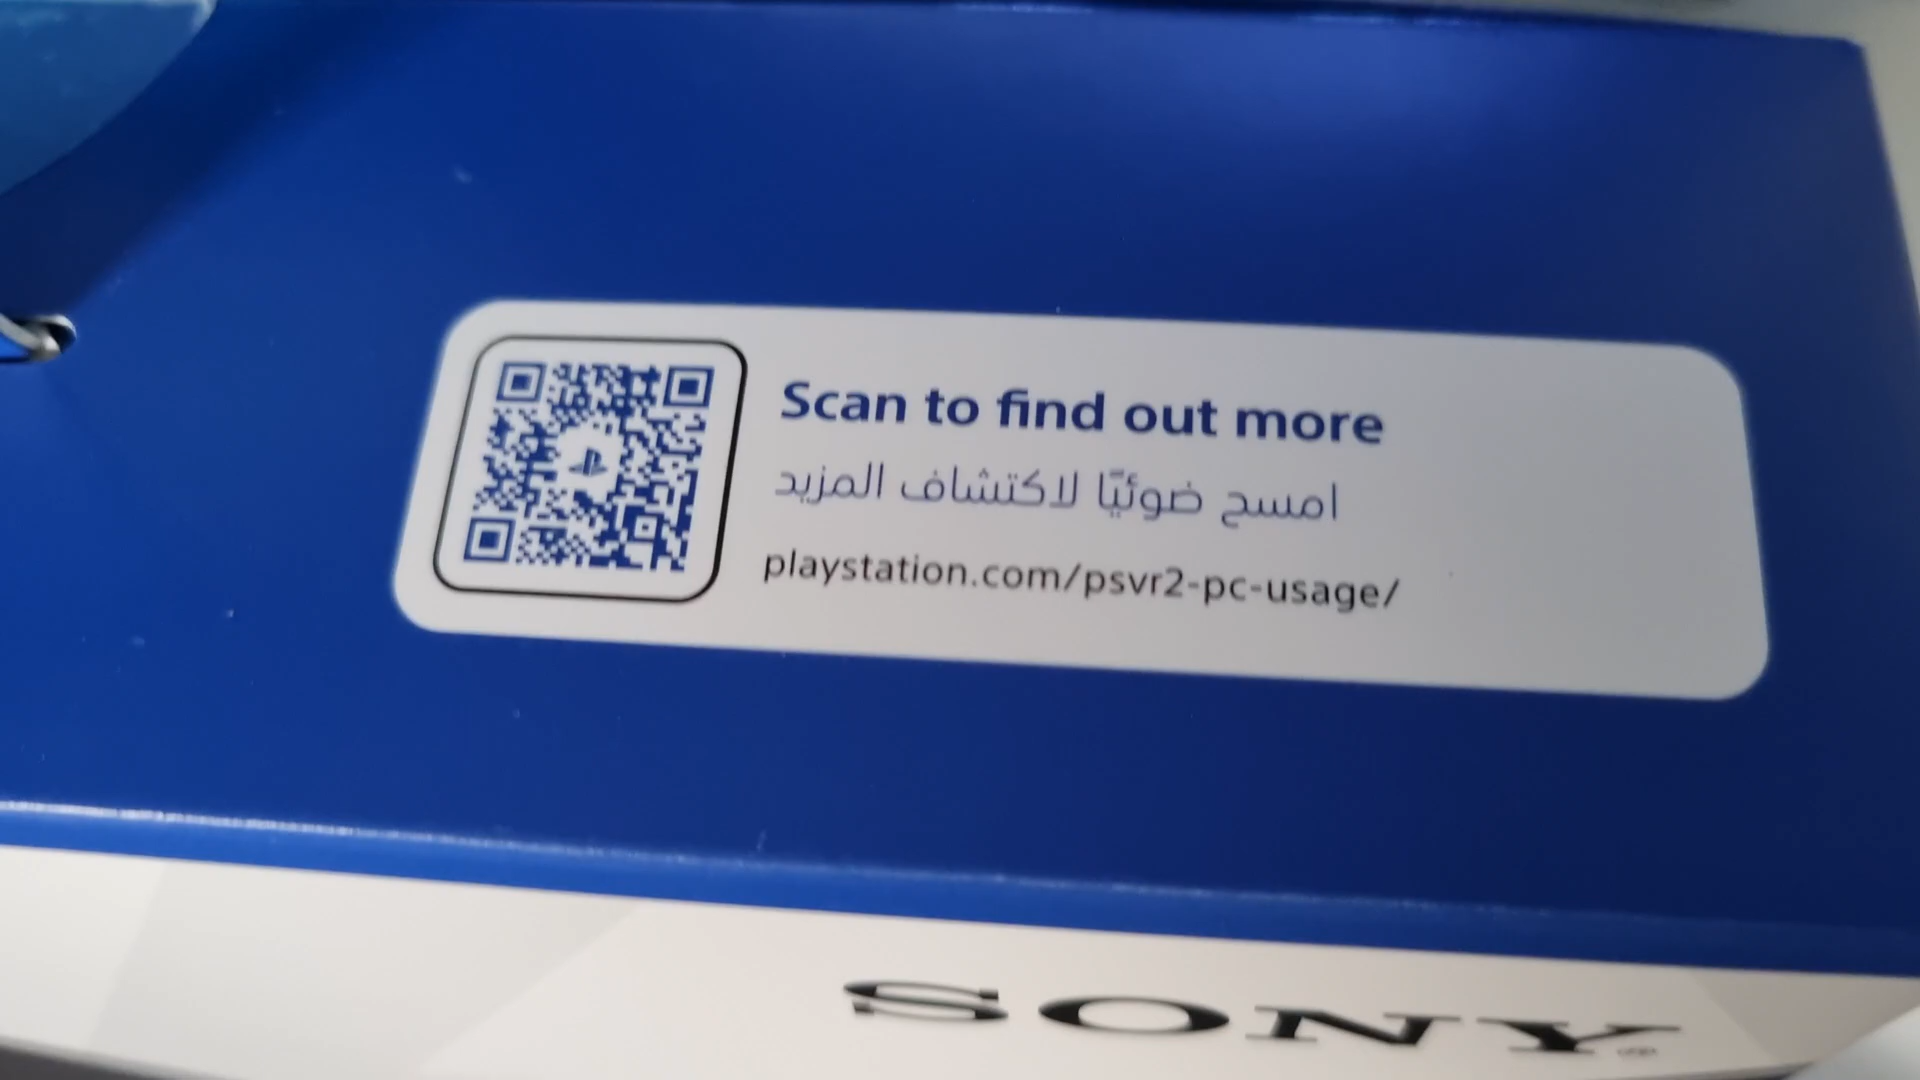 Scan to find out more
امسح ضوئيًا لاكتشاف المزيد
playstation.com/psvr2-pc-usage/
SONY